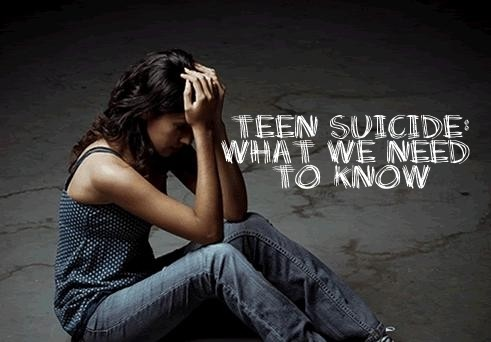 TEEN SUICIDE:
WHAT WE NEED
TO KNOW